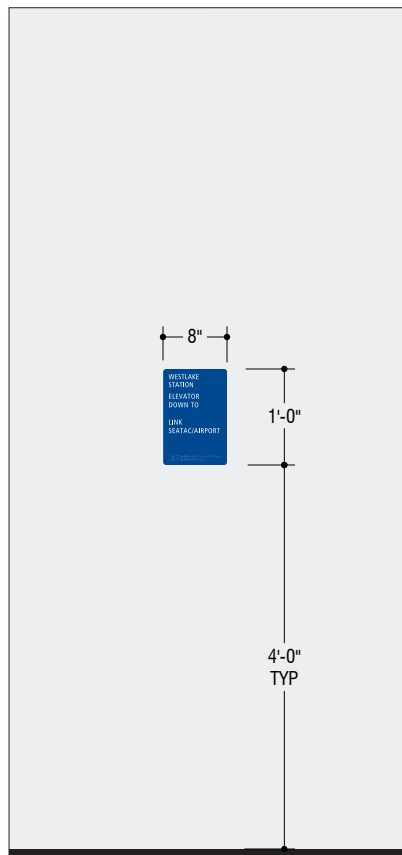 8"
WESTLAKE
STATION
ELEVATOR
DOWN TO
LINK
SEATAC/AIRPORT
1'-0"
4'-0"
TYP